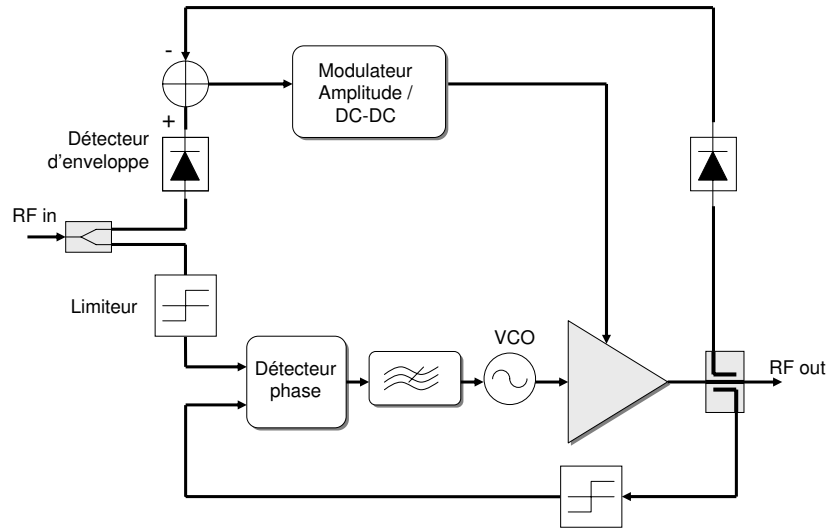 -
Modulateur
Amplitude /
DC-DC
+
Détecteur
d'enveloppe
RF in
Limiteur
VCO
Détecteur
phase
RF out